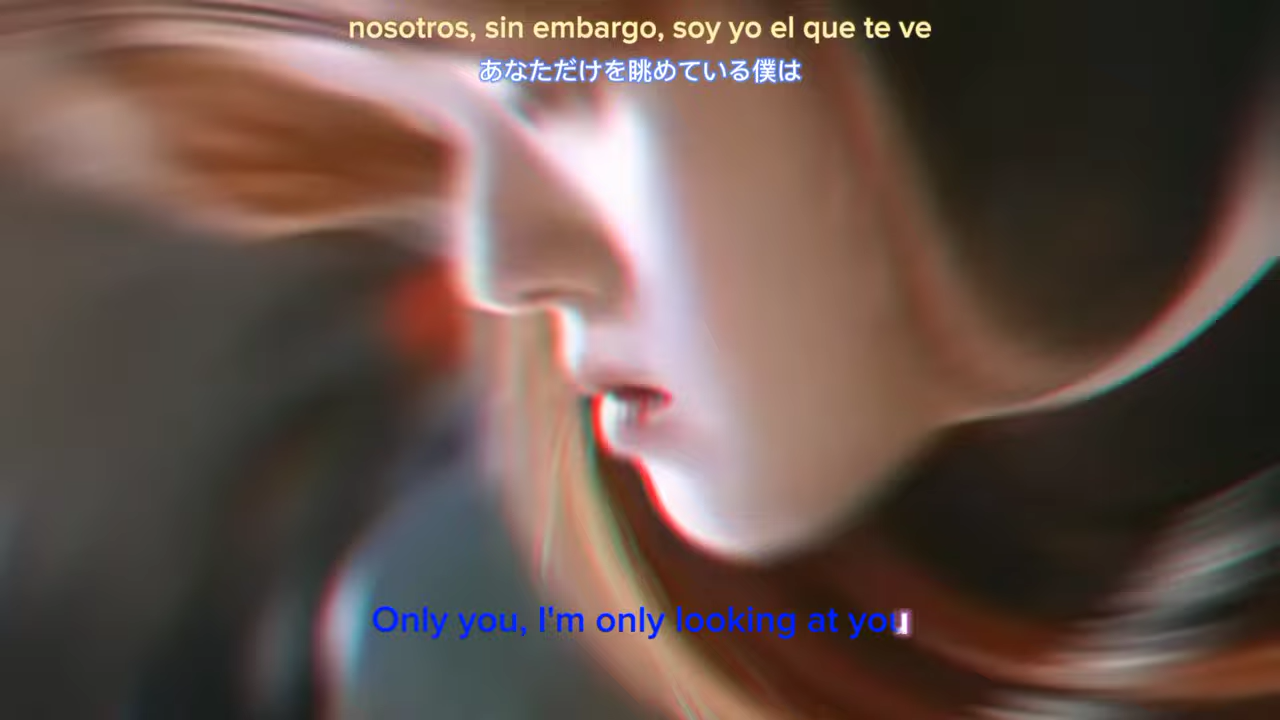 nosotros, sin embargo, soy yo el que te ve
あなただけを眺めている僕は
Only you, I'm only looking at you